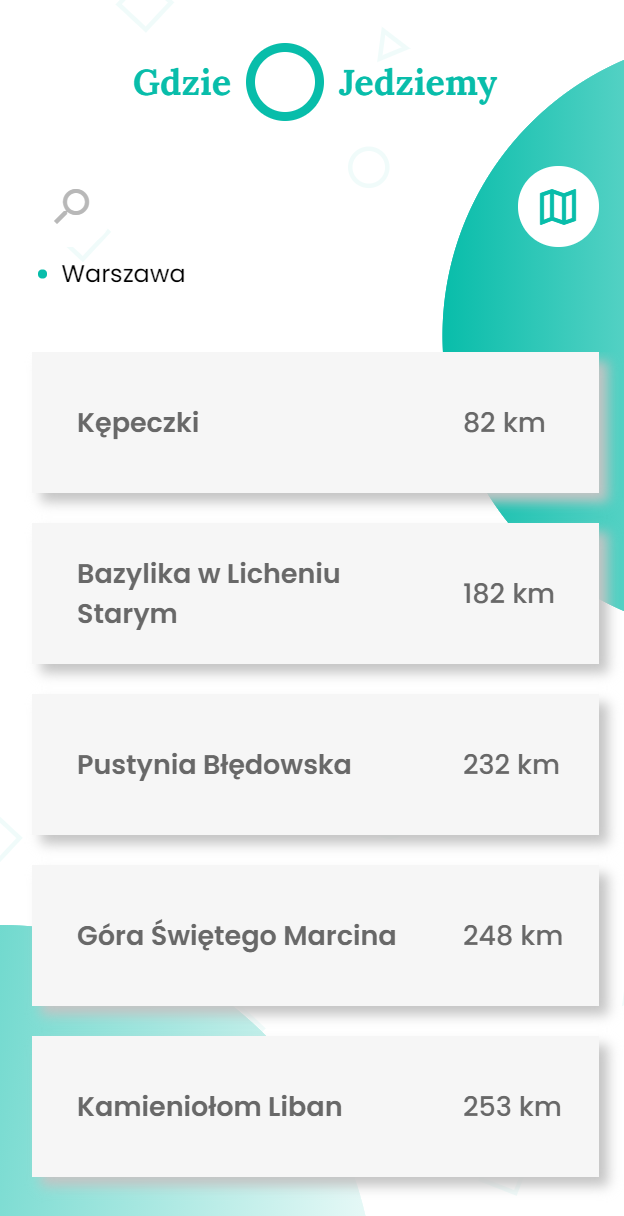 Gdzie Jedziemy
Warszawa
Kępeczki 82 km
Bazylika w Licheniu
Starym 182 km
Pustynia Błędowska 232 km
Góra Świętego Marcina 248 km
Kamieniołom Liban 253 km